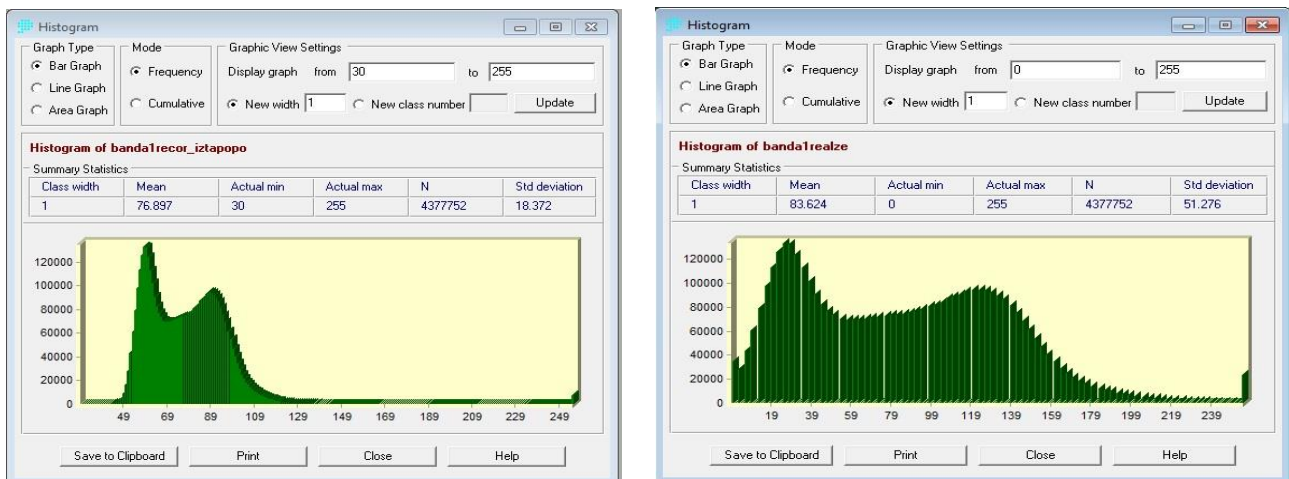 Histogram
Graph Type
Bar Graph
Line Graph
Area Graph
Mode
Frequency
Cumulative
Graphic View Settings
Display graph from 30 to 255
New width 1 New class number Update
Histogram of banda1recor_iztapopo
Summary Statistics
Class width Mean Actual min Actual max N Std deviation
1 76.897 30 255 4377752 18.372
120000
100000
80000
60000
40000
20000
0
49 69 89 109 129 149 169 189 209 229 249
Save to Clipboard Print Close Help
Histogram
Graph Type
Bar Graph
Line Graph
Area Graph
Mode
Frequency
Cumulative
Graphic View Settings
Display graph from 0 to 255
New width 1 New class number Update
Histogram of banda1realze
Summary Statistics
Class width Mean Actual min Actual max N Std deviation
1 83.624 0 255 4377752 51.276
120000
100000
80000
60000
40000
20000
0
19 39 59 79 99 119 139 159 179 199 219 239
Save to Clipboard Print Close Help